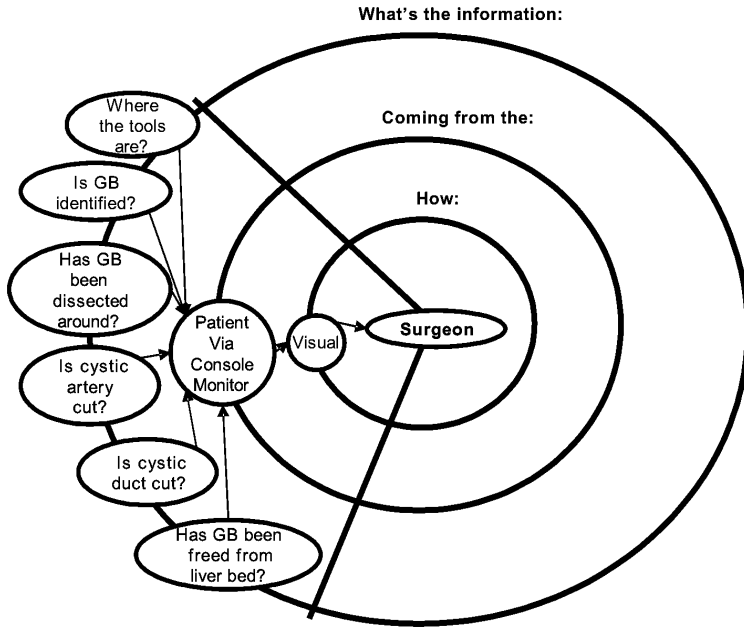 What's the information:
Coming from the:
How:
Where
the tools
are?
Is GB
identified?
Has GB
been
dissected
around?
Is cystic
artery
cut?
Is cystic
duct cut?
Has GB been
freed from
liver bed?
Patient
Via
Console
Monitor
Visual
Surgeon